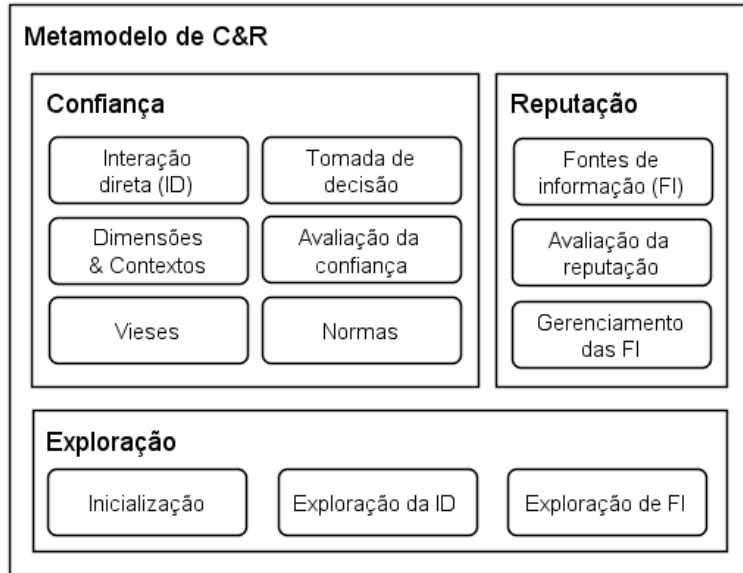 Metamodelo de C&R
Confiança
Interação
direta (ID)
Tomada de
decisão
Dimensões
& Contextos
Avaliação da
confiança
Vieses
Normas
Reputação
Fontes de
informação (FI)
Avaliação da
reputação
Gerenciamento
das FI
Exploração
Inicialização
Exploração da ID
Exploração de FI